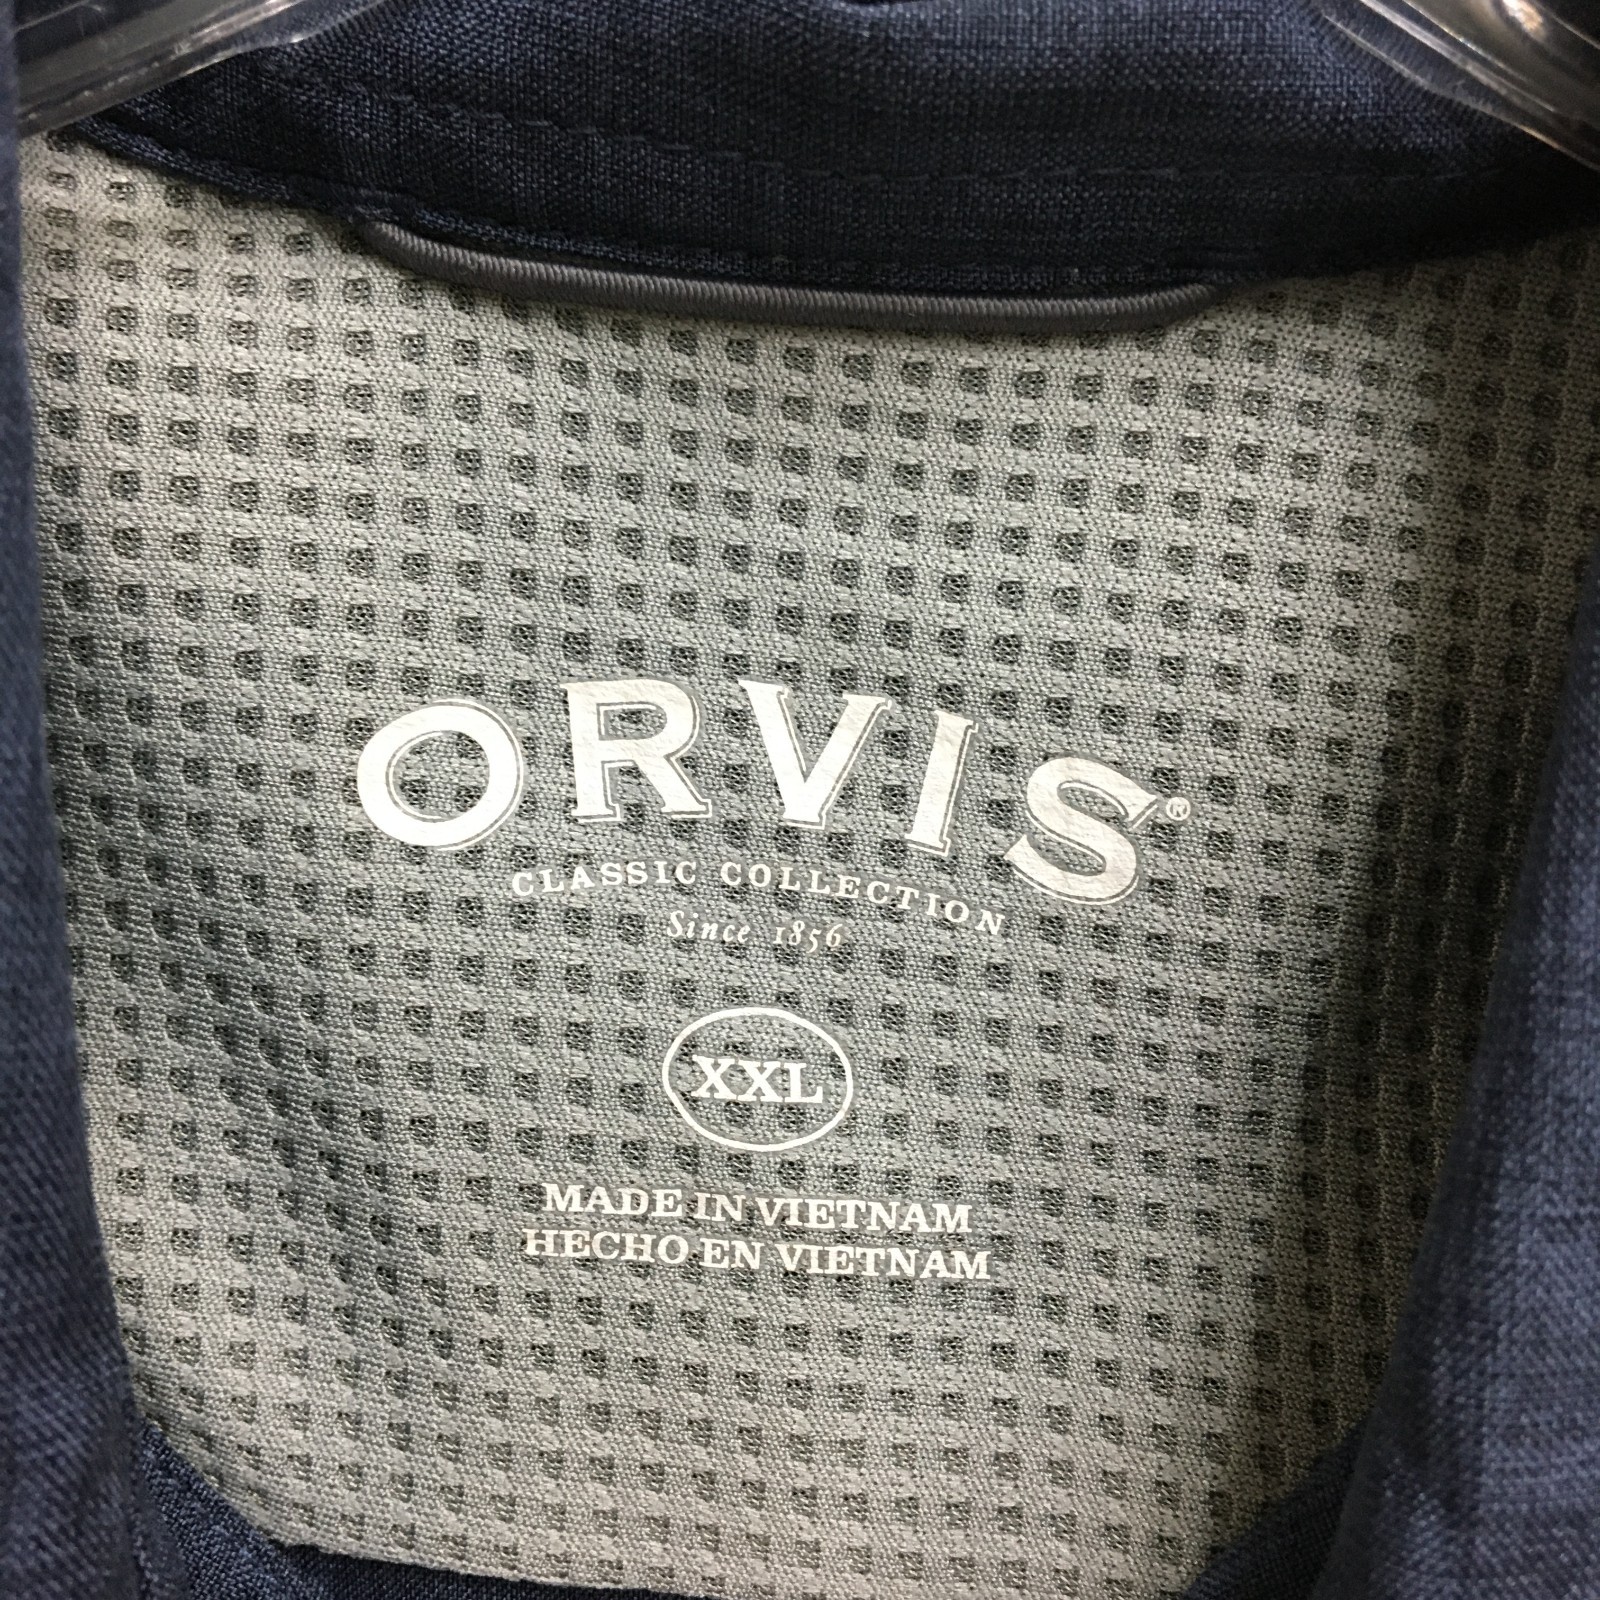 ORVIS®
CLASSIC COLLECTION
Since 1856
XXL
MADE IN VIETNAM
HECHO EN VIETNAM